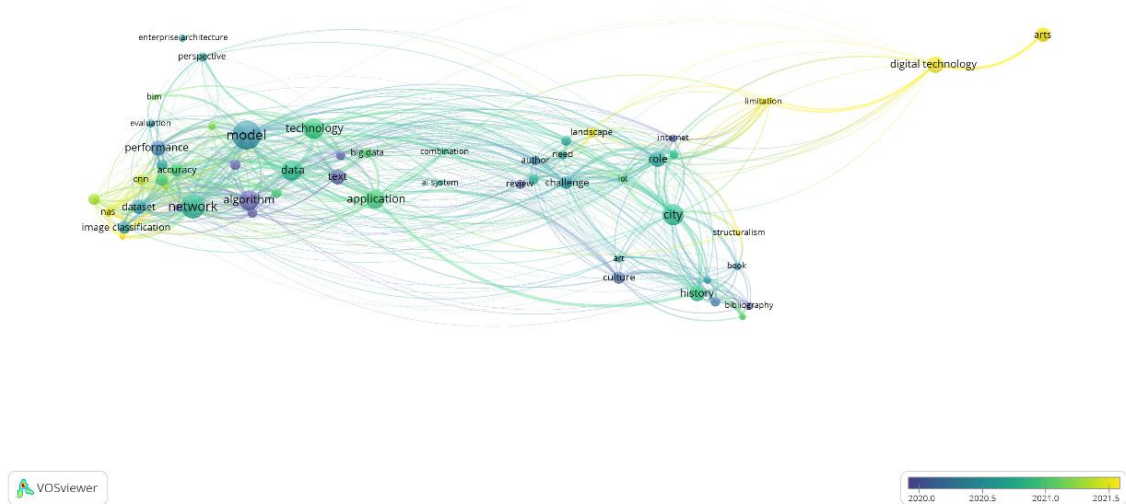 arts
enterprise architecture
perspective
digital technology
bim
limitation
evaluation
model
technology
landscape
internet
performance
big data
combination
need
author
role
cnn
accuracy
data
text
ai system
review
challenge
iot
algorithm
application
nas
dataset
network
city
image classification
structuralism
art
book
culture
history
bibliography
VOSviewer
2020.0 2020.5 2021.0 2021.5